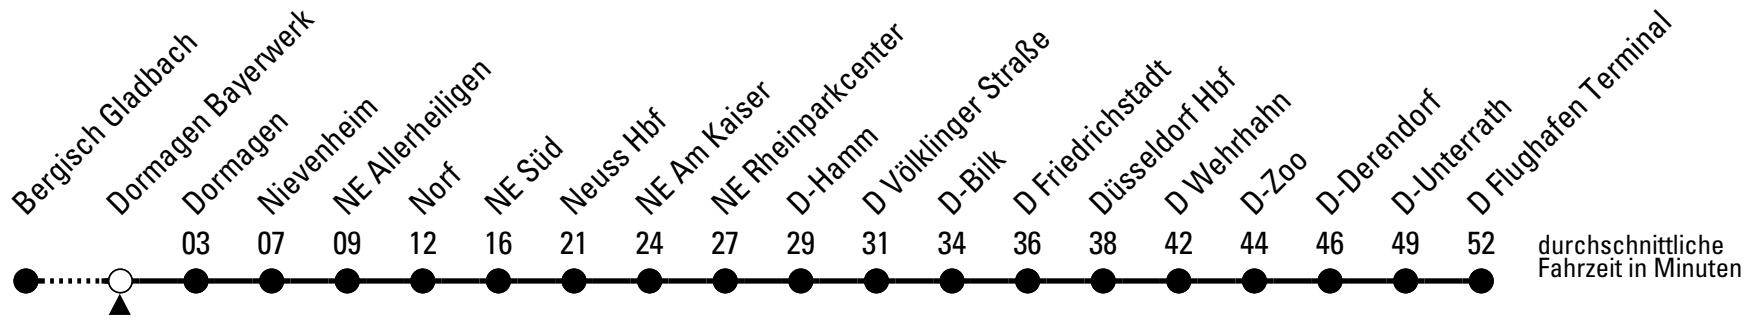 Bergisch Gladbach
Dormagen Bayerwerk
Dormagen
Nievenheim
NE Allerheiligen
Norf
NE Süd
Neuss Hbf
NE Am Kaiser
NE Rheinparkcenter
D-Hamm
D Völklinger Straße
D-Bilk
D Friedrichstadt
Düsseldorf Hbf
D Wehrhahn
D-Zoo
D-Derendorf
D-Unterrath
D Flughafen Terminal
03 07 09 12 16 21 24 27 29 31 34 36 38 42 44 46 49 52
durchschnittliche
Fahrzeit in Minuten